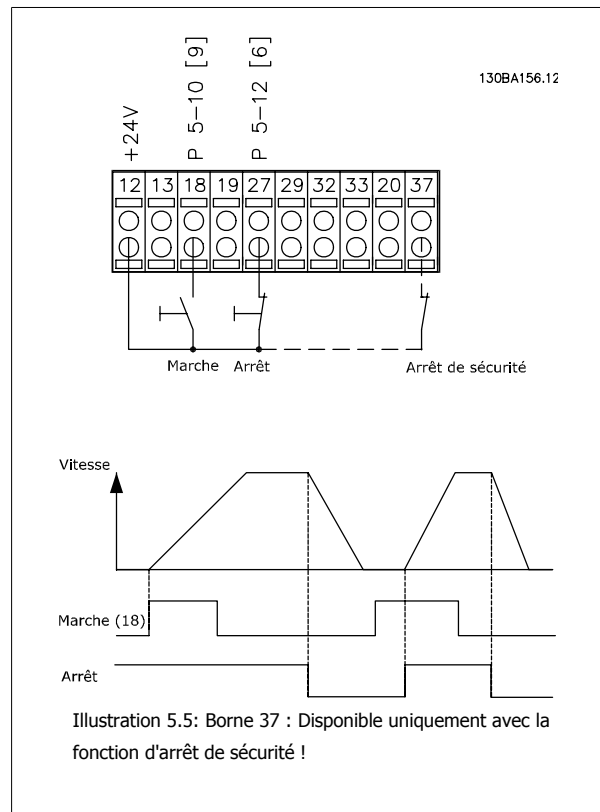 130BA156.12
+24V
P 5-10 [9]
P 5-12 [6]
12 13 18 19 27 29 32 33 20 37
Marche Arrêt Arrêt de sécurité
Vitesse
Marche (18)
Arrêt
Illustration 5.5: Borne 37 : Disponible uniquement avec la
fonction d'arrêt de sécurité !